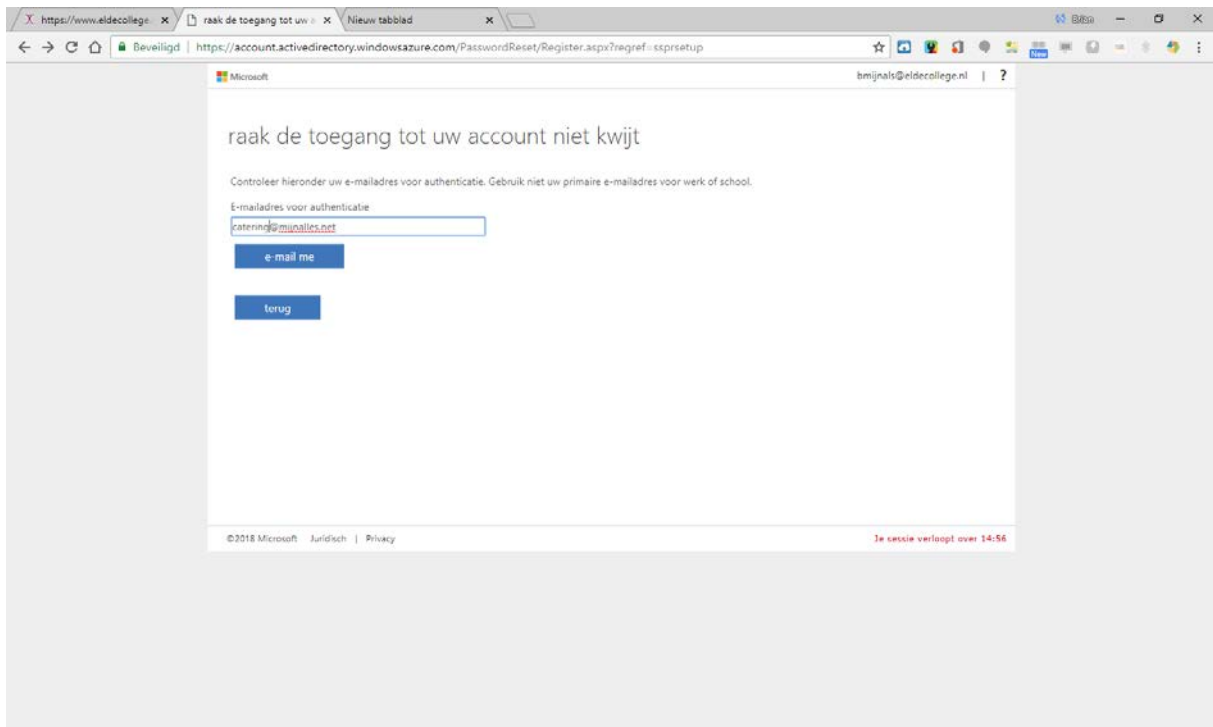 https://www.eldecollege.
raak de toegang tot uw a
Nieuw tabblad
Beveiligd | https://account.activedirectory.windowsazure.com/PasswordReset/Register.aspx?regref=ssprsetup
New
Microsoft
bmijnals@eldecollege.nl | ?
raak de toegang tot uw account niet kwijt
Controleer hieronder uw e-mailadres voor authenticatie. Gebruik niet uw primaire e-mailadres voor werk of school.
E-mailadres voor authenticatie
catering@mijnalles.net
e-mail me
terug
©2018 Microsoft Juridisch | Privacy
Je sessie verloopt over 14:56